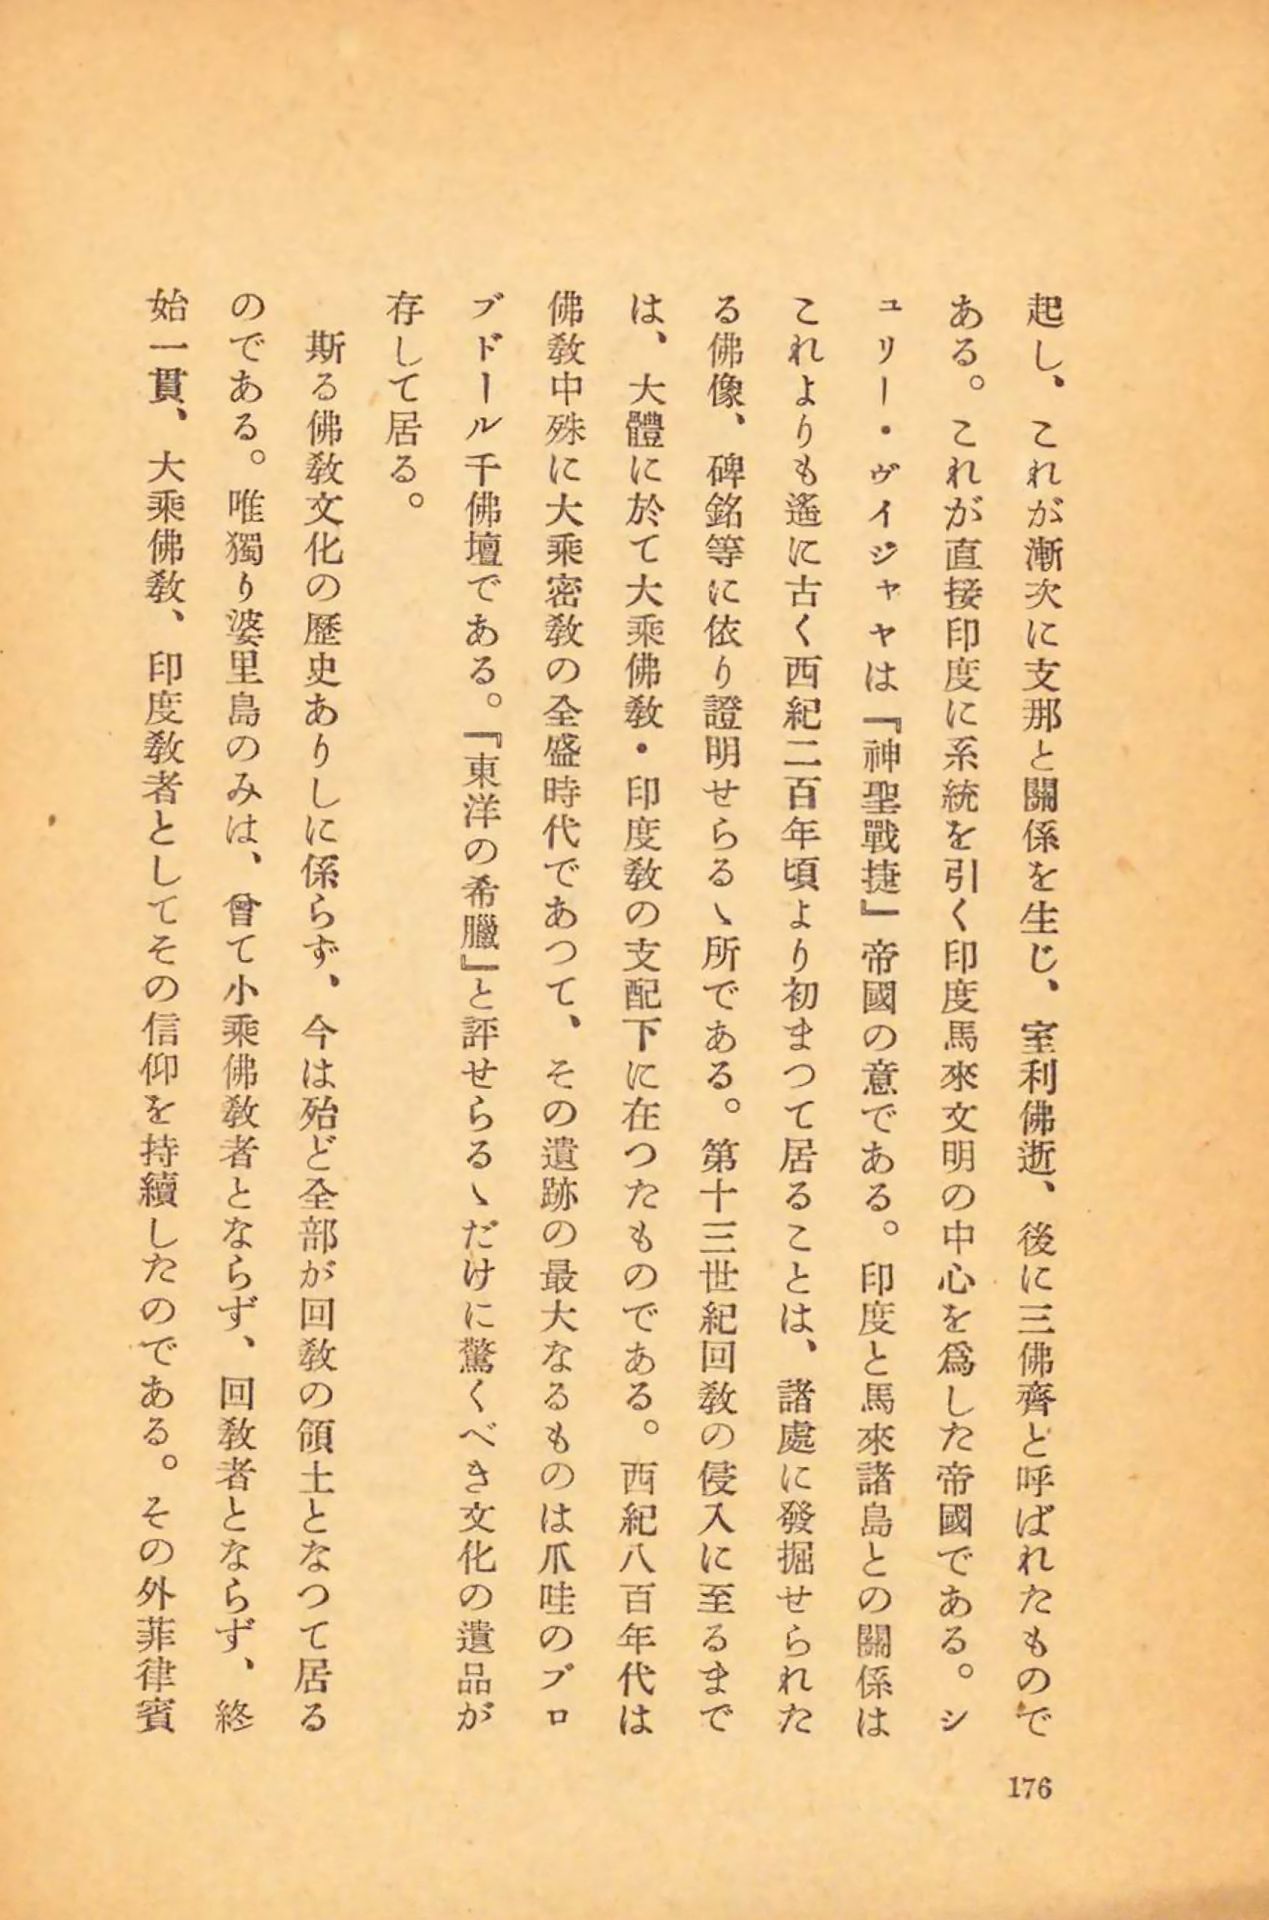 起し、これが漸次に支那と關係を生じ、室利佛逝、後に三佛齊と呼ばれたもので
ある。これが直接印度に系統を引く印度馬來文明の中心を爲した帝國である。シ
ュリー・ヴイジャヤは『神聖戰捷』帝國の意である。印度と馬來諸島との關係は
これよりも遙に古く西紀二百年頃より初まつて居ることは、諸處に發掘せられた
る佛像、碑銘等に依り證明せらるゝ所である。第十三世紀回敎の侵入に至るまで
は、大體に於て大乘佛敎・印度敎の支配下に在つたものである。西紀八百年代は
佛敎中殊に大乘密敎の全盛時代であつて、その遺跡の最大なるものは爪哇のブロ
ブドール千佛壇である。『東洋の希臘』と評せらるゝだけに驚くべき文化の遺品が
存して居る。
斯る佛敎文化の歷史ありしに係らず、今は殆ど全部が回敎の領土となつて居る
のである。唯獨り婆里島のみは、曾て小乘佛敎者とならず、回敎者とならず、終
始一貫、大乘佛敎、印度敎者としてその信仰を持續したのである。その外菲律賓
176